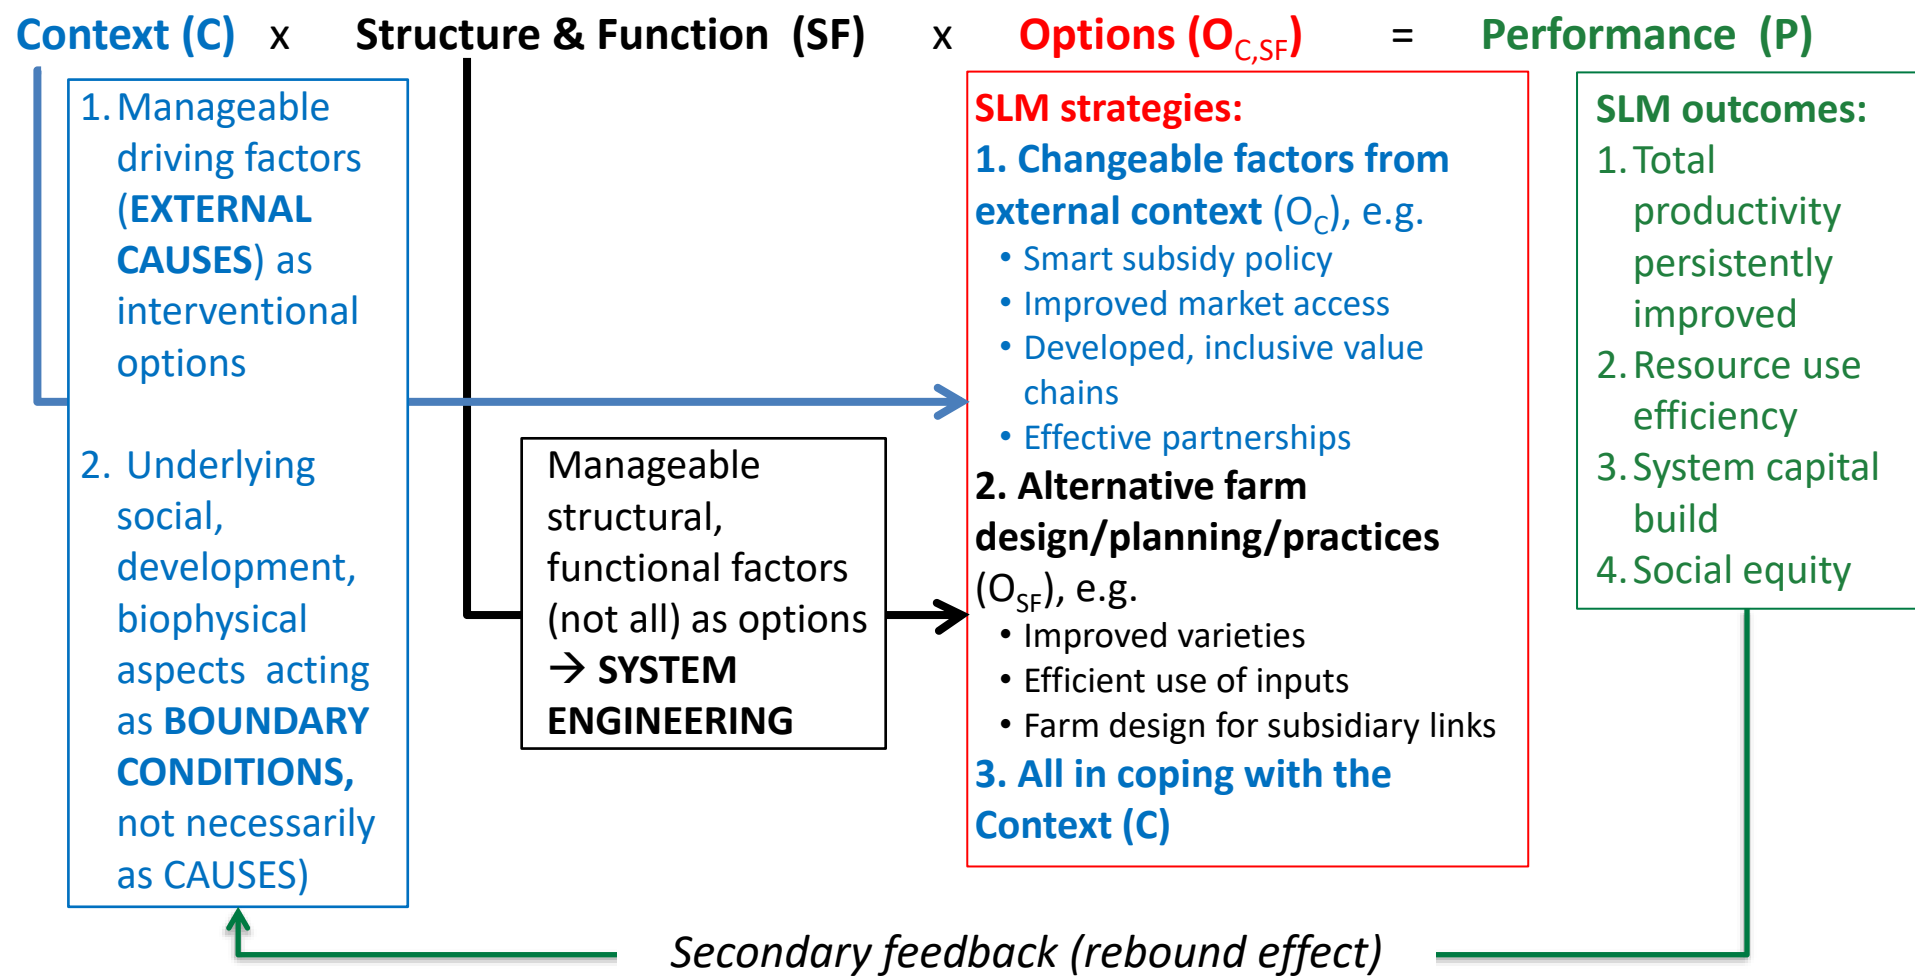 Context (C) x Structure & Function (SF) x Options (O_C,SF) = Performance (P)
1. Manageable
driving factors
(EXTERNAL
CAUSES) as
interventional
options
2. Underlying
social,
development,
biophysical
aspects acting
as BOUNDARY
CONDITIONS,
not necessarily
as CAUSES)
Manageable
structural,
functional factors
(not all) as options
→ SYSTEM
ENGINEERING
SLM strategies:
1. Changeable factors from
external context (O_C), e.g.
• Smart subsidy policy
• Improved market access
• Developed, inclusive value
chains
• Effective partnerships
2. Alternative farm
design/planning/practices
(O_SF), e.g.
• Improved varieties
• Efficient use of inputs
• Farm design for subsidiary links
3. All in coping with the
Context (C)
SLM outcomes:
1. Total
productivity
persistently
improved
2. Resource use
efficiency
3. System capital
build
4. Social equity
Secondary feedback (rebound effect)